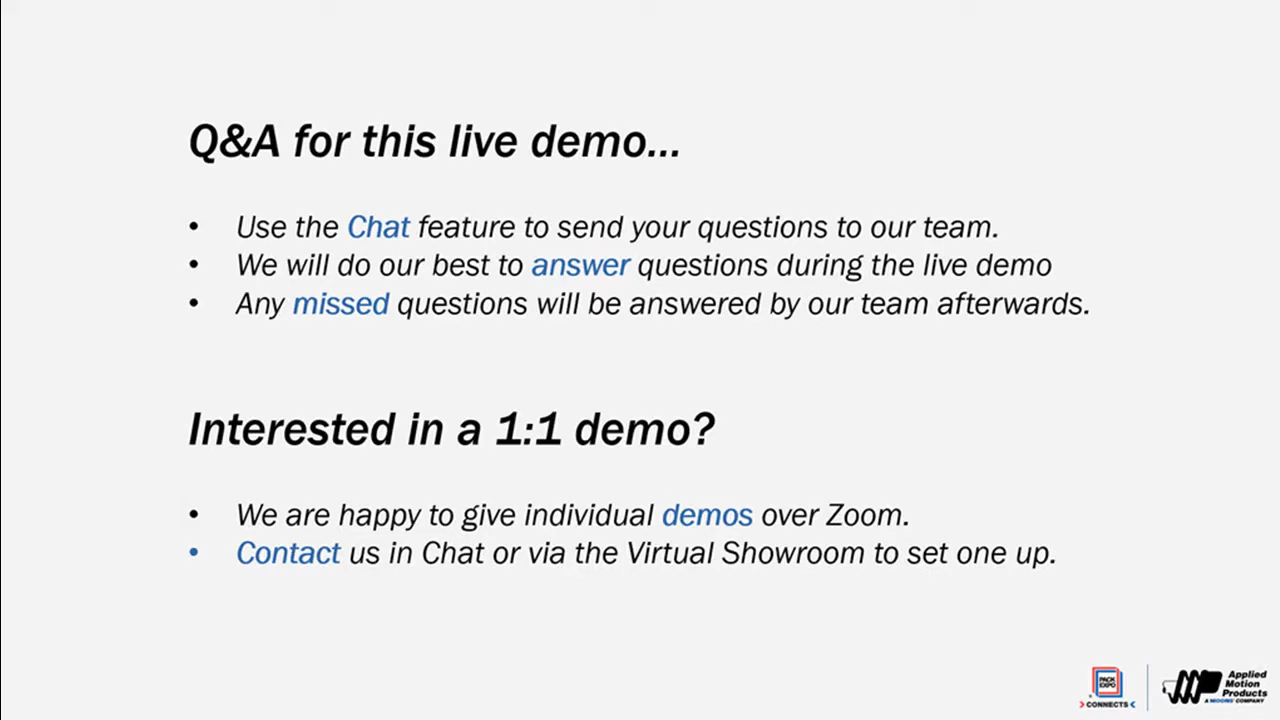 Q&A for this live demo...
• Use the Chat feature to send your questions to our team.
• We will do our best to answer questions during the live demo
• Any missed questions will be answered by our team afterwards.
Interested in a 1:1 demo?
• We are happy to give individual demos over Zoom.
• Contact us in Chat or via the Virtual Showroom to set one up.
PACK
EXPO
CONNECTS
Applied
Motion
Products
A MOONS' COMPANY